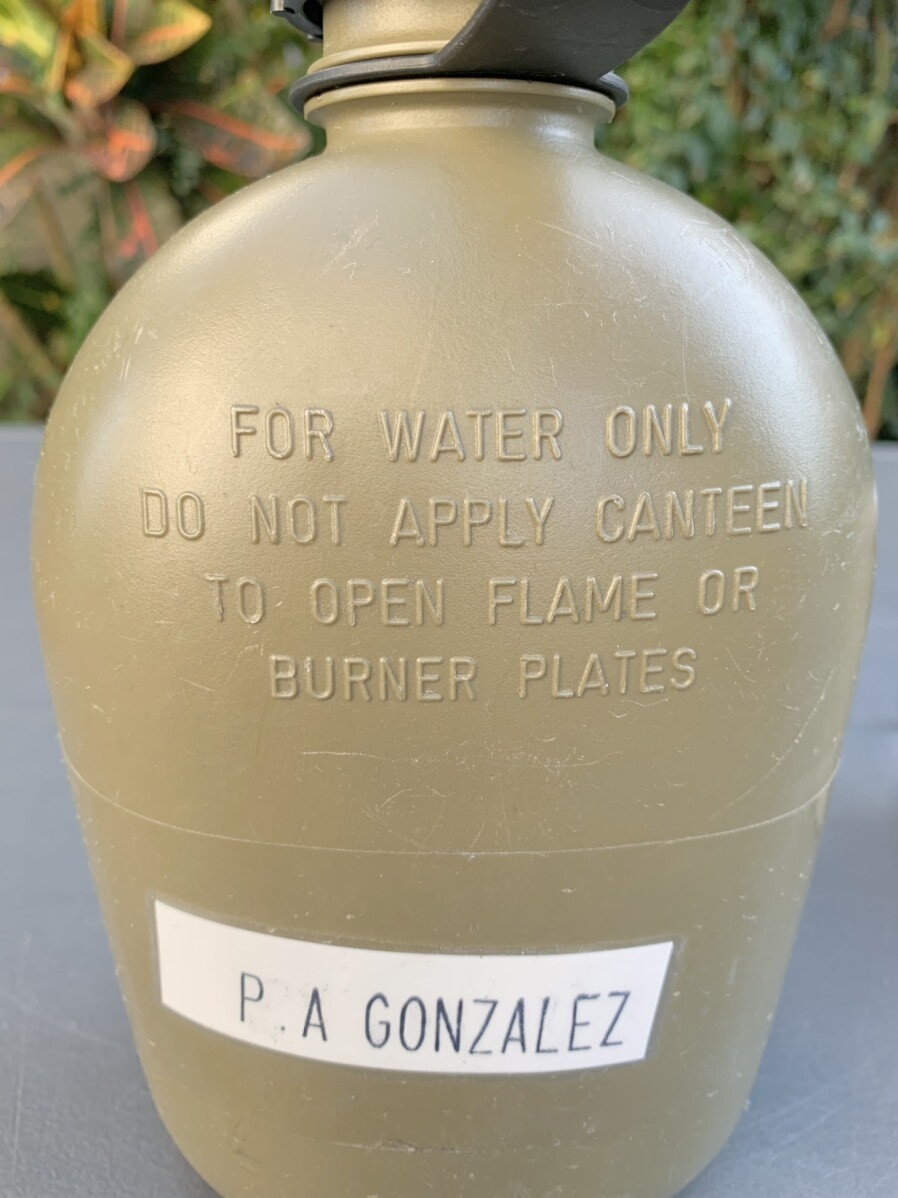 FOR WATER ONLY
DO NOT APPLY CANTEEN
TO OPEN FLAME OR
BURNER PLATES
P. A GONZALEZ